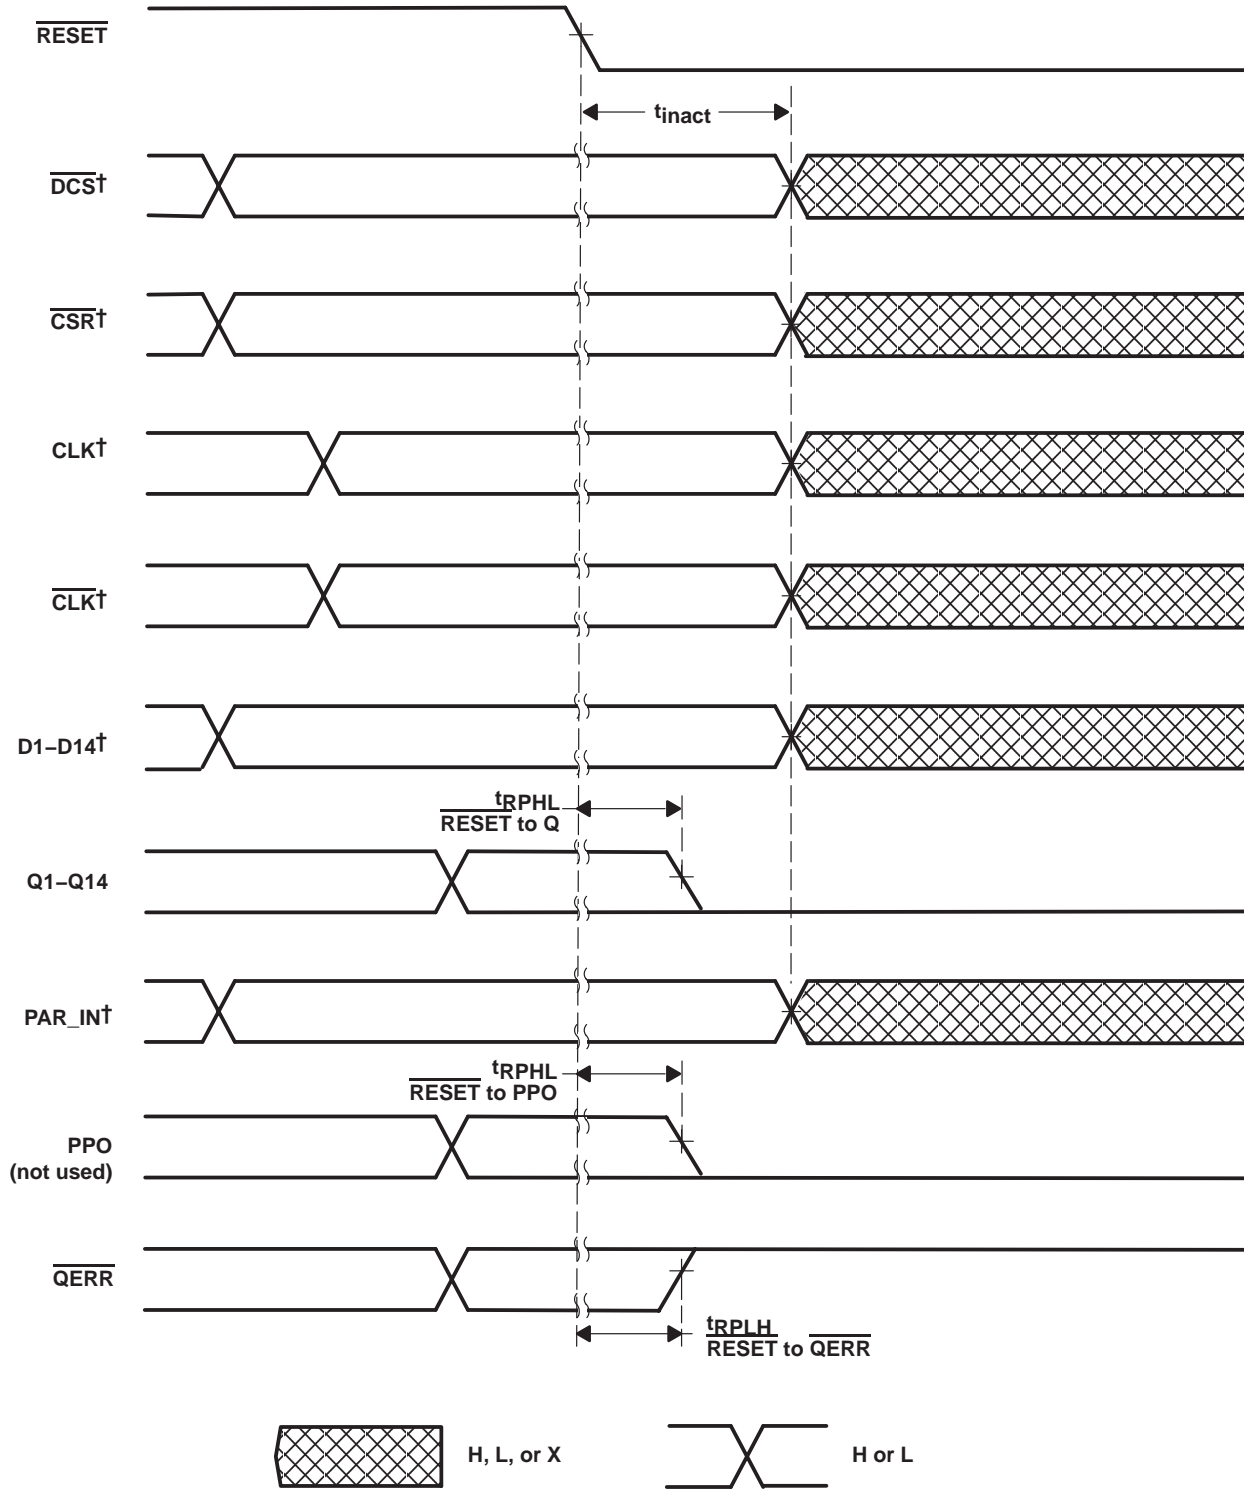 RESET
tinact
DCS†
CSR†
CLK†
CLK†
D1–D14†
tRPHL
RESET to Q
Q1–Q14
PAR_IN†
tRPHL
RESET to PPO
PPO
(not used)
QERR
tRPLH
RESET to QERR
H, L, or X
H or L